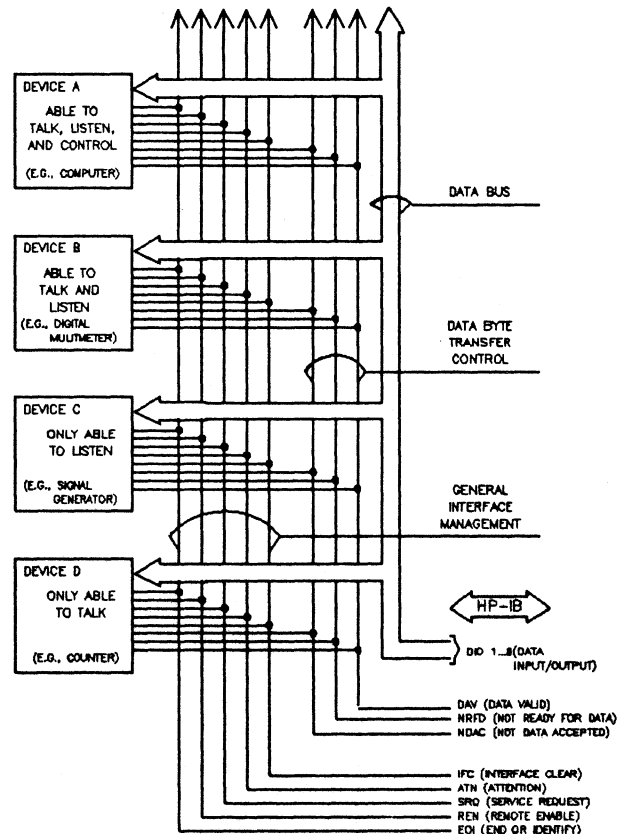 DEVICE A
ABLE TO
TALK, LISTEN,
AND CONTROL
(E.G., COMPUTER)
DATA BUS
DEVICE B
ABLE TO
TALK AND
LISTEN
(E.G., DIGITAL
MULITMETER)
DATA BYTE
TRANSFER
CONTROL
DEVICE C
ONLY ABLE
TO LISTEN
(E.G., SIGNAL
GENERATOR)
GENERAL
INTERFACE
MANAGEMENT
DEVICE D
ONLY ABLE
TO TALK
(E.G., COUNTER)
HP-IB
DIO 1...8(DATA
INPUT/OUTPUT)
DAV (DATA VALID)
NRFD (NOT READY FOR DATA)
NDAC (NOT DATA ACCEPTED)
IFC (INTERFACE CLEAR)
ATN (ATTENTION)
SRQ (SERVICE REQUEST)
REN (REMOTE ENABLE)
EOI (END OR IDENTIFY)